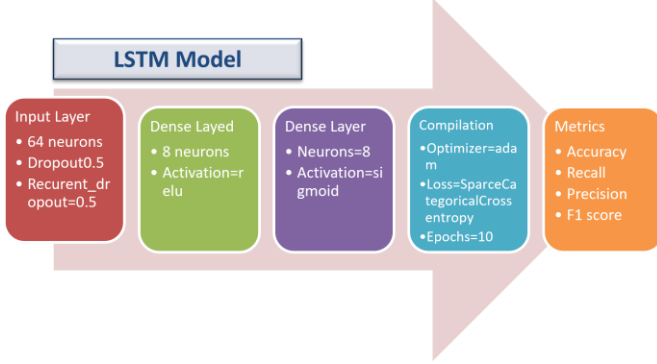 LSTM Model
Input Layer
• 64 neurons
• Dropout0.5
• Recurent_dr
opout=0.5
Dense Layed
• 8 neurons
• Activation=r
elu
Dense Layer
• Neurons=8
• Activation=si
gmoid
Compilation
•Optimizer=ada
m
•Loss=SparceCa
tegoricalCross
entropy
•Epochs=10
Metrics
• Accuracy
• Recall
• Precision
• F1 score